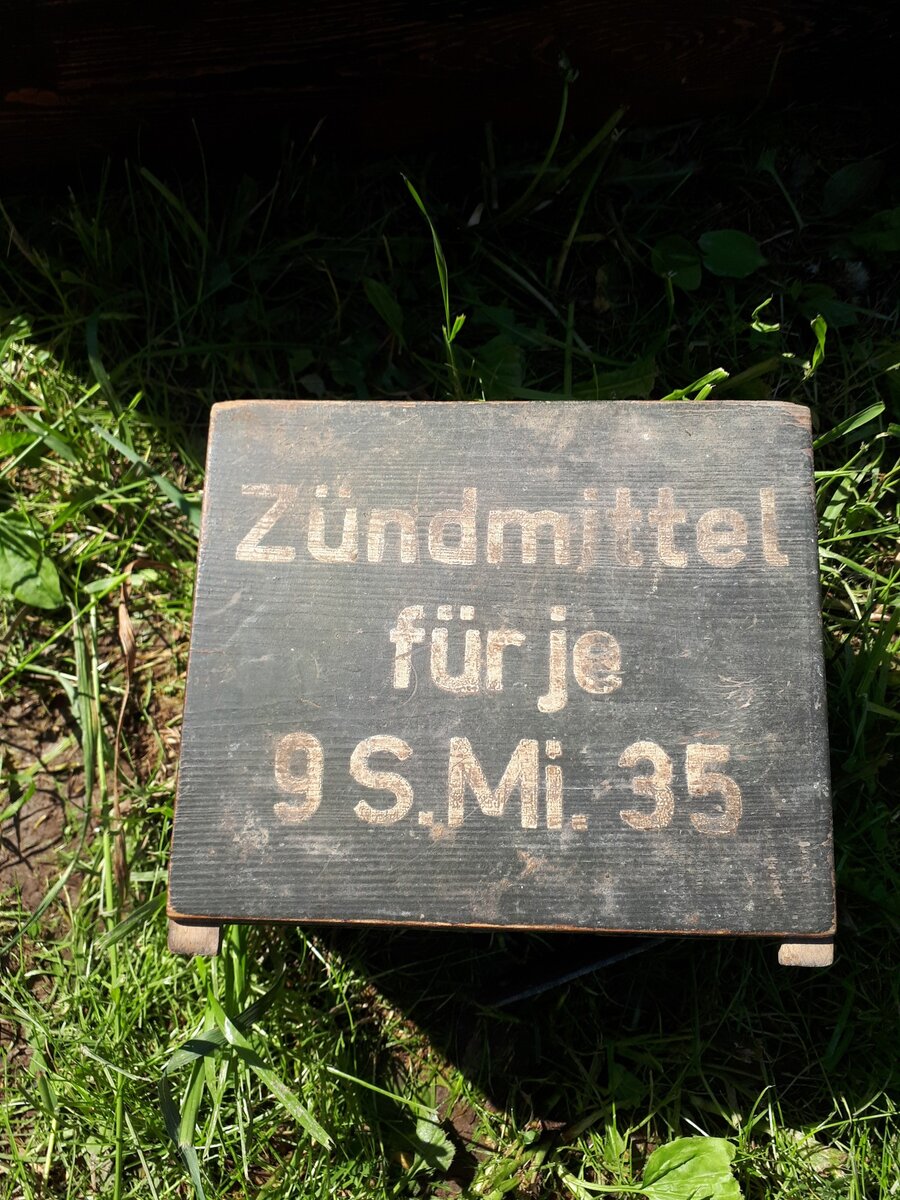 Zündmittel
für je
9 S.Mi. 35